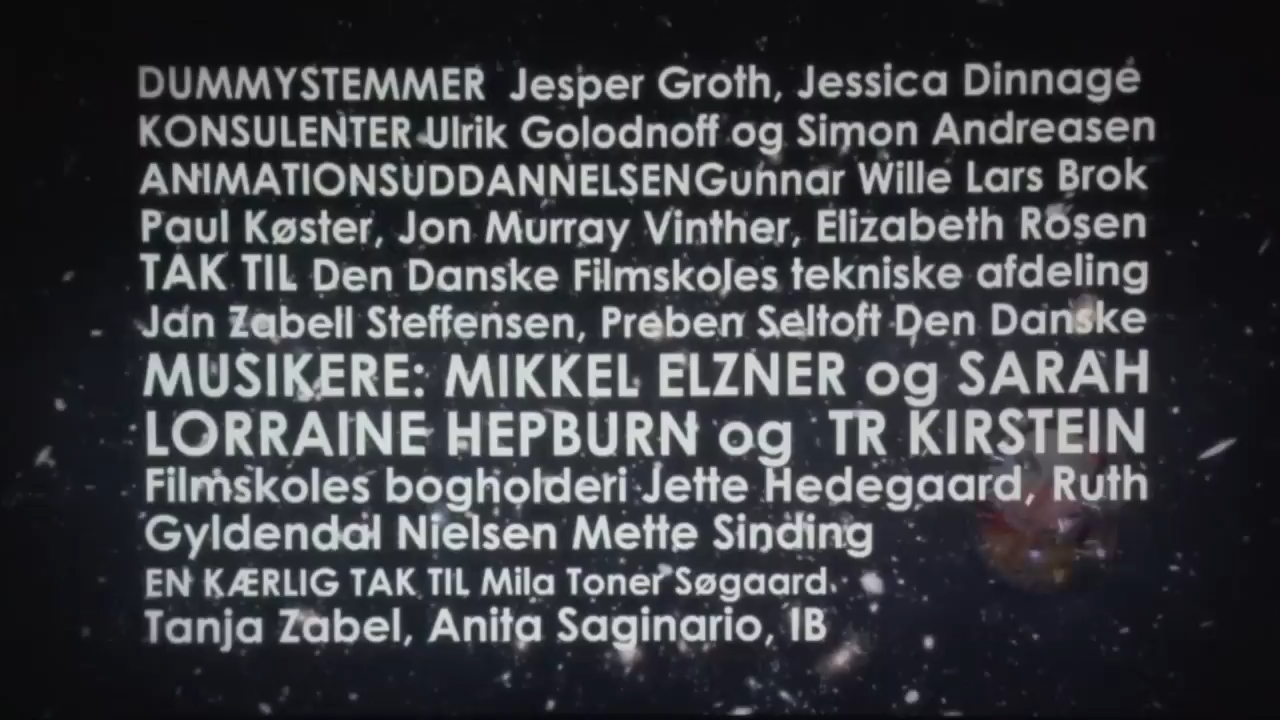 DUMMYSTEMMER Jesper Groth, Jessica Dinnage
KONSULENTER Ulrik Golodnoff og Simon Andreasen
ANIMATIONSUDDANNELSENGunnar Wille Lars Brok
Paul Køster, Jon Murray Vinther, Elizabeth Rosen
TAK TIL Den Danske Filmskoles tekniske afdeling
Jan Zabell Steffensen, Preben Seltoft Den Danske
MUSIKERE: MIKKEL ELZNER og SARAH
LORRAINE HEPBURN og TR KIRSTEIN
Filmskoles bogholderi Jette Hedegaard, Ruth
Gyldendal Nielsen Mette Sinding
EN KÆRLIG TAK TIL Mila Toner Søgaard.
Tanja Zabel, Anita Saginario, IB